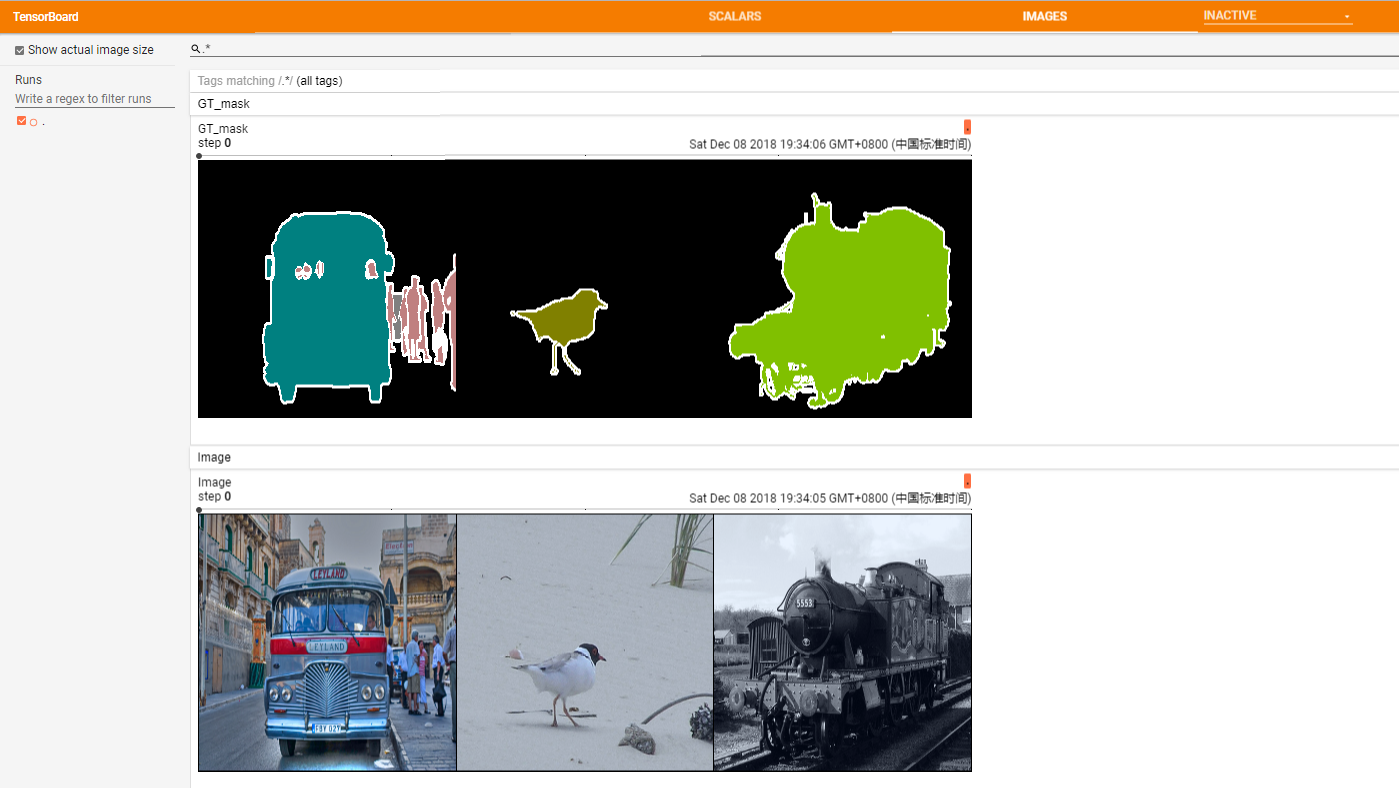 TensorBoard
SCALARS
IMAGES
INACTIVE
Show actual image size
.*
Runs
Write a regex to filter runs
.
Tags matching /.*/ (all tags)
GT_mask
GT_mask
step 0
Sat Dec 08 2018 19:34:06 GMT+0800 (中国标准时间)
Image
Image
step 0
Sat Dec 08 2018 19:34:05 GMT+0800 (中国标准时间)
LEYLAND
LEYLAND
5553